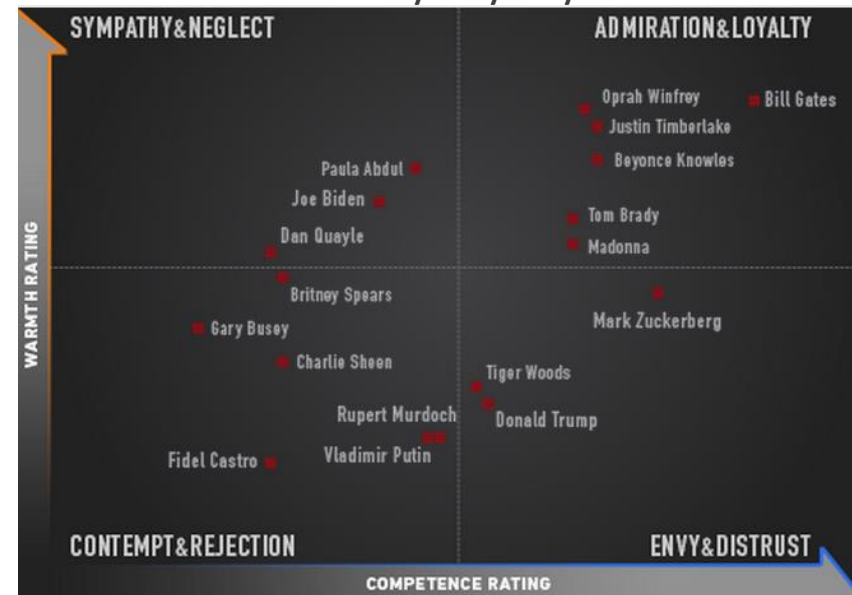 SYMPATHY&NEGLECT
ADMIRATION&LOYALTY
Oprah Winfrey
Bill Gates
Justin Timberlake
Paula Abdul
Beyonce Knowles
Joe Biden
Tom Brady
Dan Quayle
Madonna
Britney Spears
Mark Zuckerberg
Gary Busey
Charlie Sheen
Tiger Woods
Rupert Murdoch
Donald Trump
Vladimir Putin
Fidel Castro
CONTEMPT&REJECTION
ENVY&DISTRUST
WARMTH RATING
COMPETENCE RATING